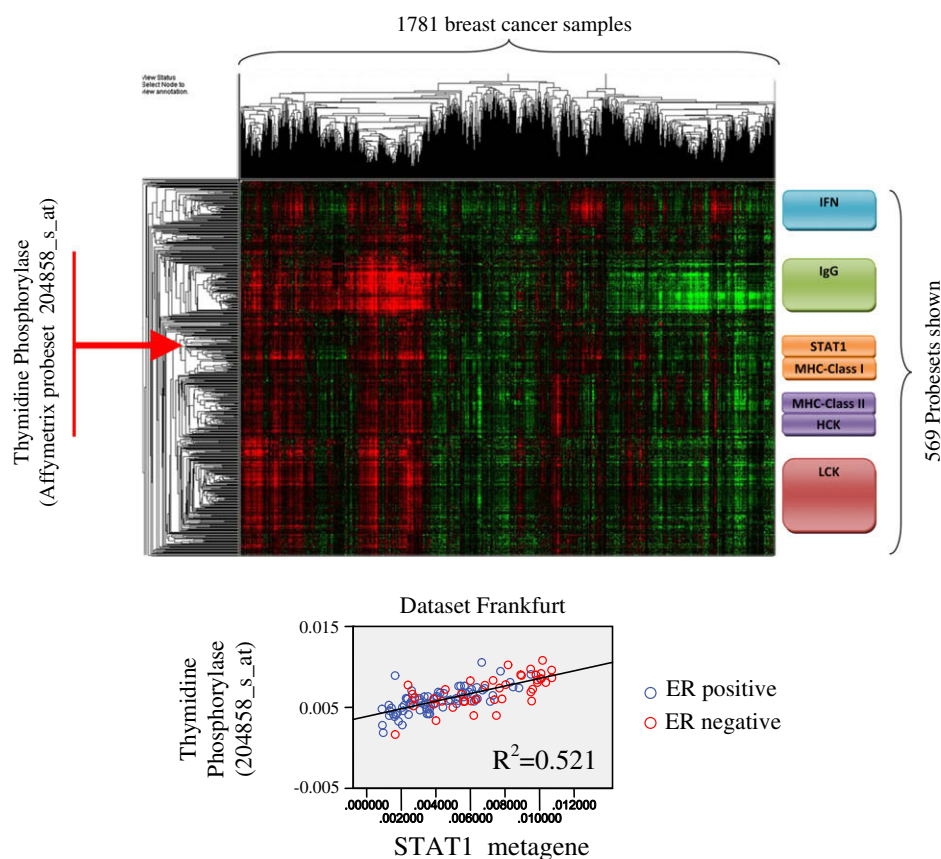 1781 breast cancer samples
View Status
Select Node to
View annotation.
Thymidine Phosphorylase
(Affymetrix probeset 204858_s_at)
IFN
IgG
STAT1
MHC-Class I
MHC-Class II
HCK
LCK
569 Probesets shown
Dataset Frankfurt
Thymidine
Phosphorylase
(204858_s_at)
0.015
0.005
-0.005
R²=0.521
.000000 .004000 .008000 .012000
.002000 .006000 .010000
STAT1 metagene
ER positive
ER negative